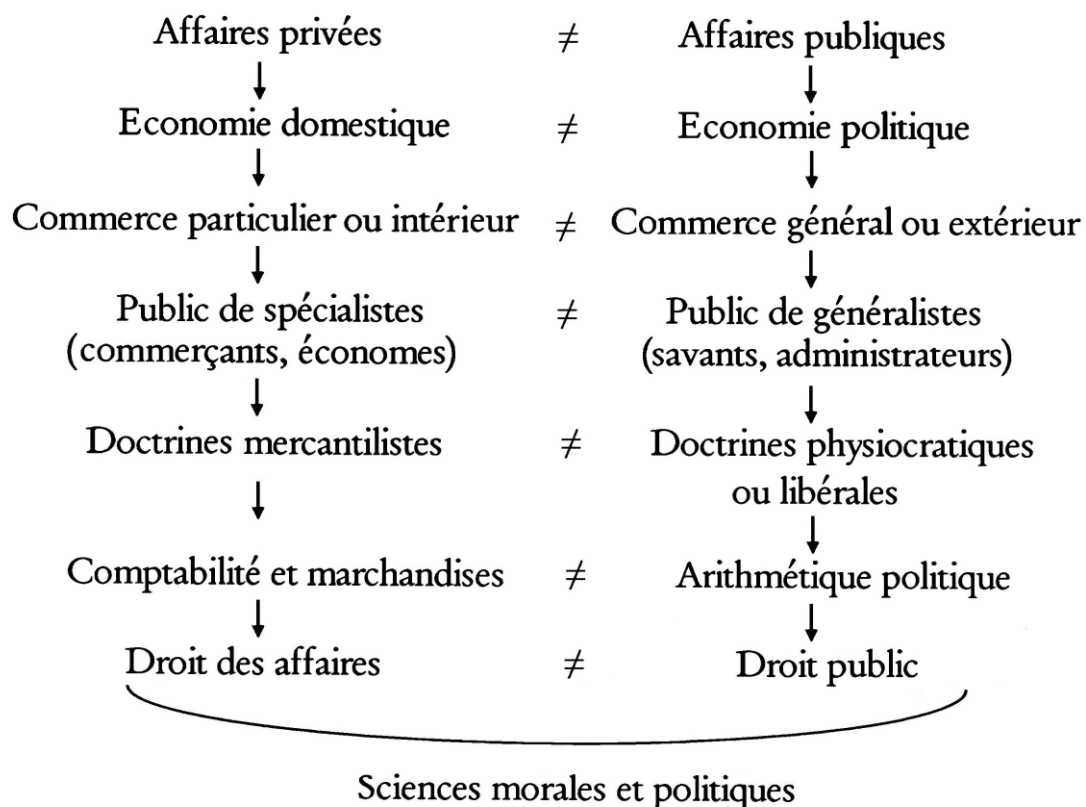 Affaires privées ≠ Affaires publiques
Economie domestique ≠ Economie politique
Commerce particulier ou intérieur ≠ Commerce général ou extérieur
Public de spécialistes ≠ Public de généralistes
(commerçants, économes) (savants, administrateurs)
Doctrines mercantilistes ≠ Doctrines physiocratiques
ou libérales
Comptabilité et marchandises ≠ Arithmétique politique
Droit des affaires ≠ Droit public
Sciences morales et politiques